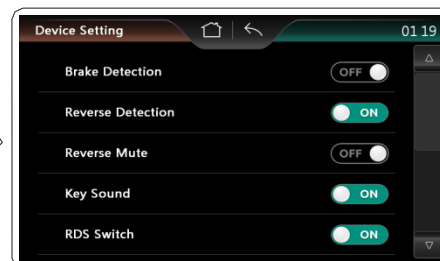 Device Setting 01 19
Brake Detection OFF
Reverse Detection ON
Reverse Mute OFF
Key Sound ON
RDS Switch ON